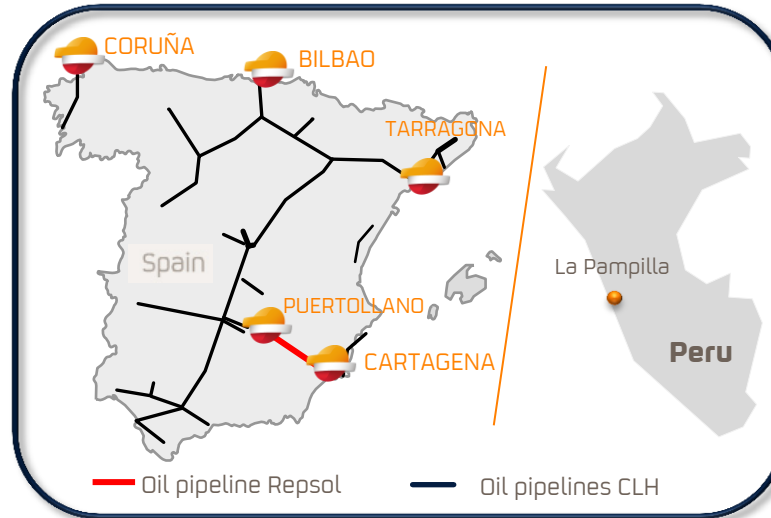 CORUÑA
BILBAO
TARRAGONA
Spain
La Pampilla
PUERTOLLANO
Peru
CARTAGENA
Oil pipeline Repsol
Oil pipelines CLH